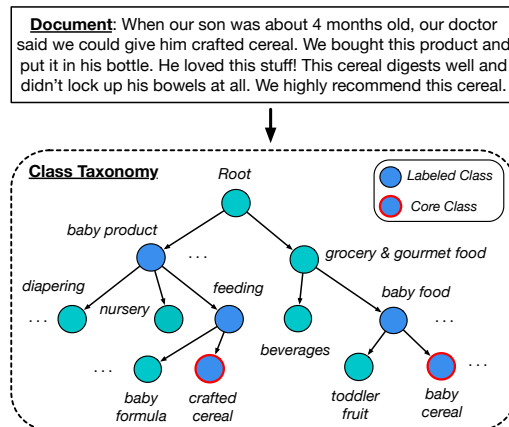 Document: When our son was about 4 months old, our doctor
said we could give him crafted cereal. We bought this product and
put it in his bottle. He loved this stuff! This cereal digests well and
didn’t lock up his bowels at all. We highly recommend this cereal.
Class Taxonomy
Root
Labeled Class
Core Class
baby product
. . .
grocery & gourmet food
diapering
nursery
feeding
baby food
. . .
. . .
beverages
. . .
. . .
baby
formula
crafted
cereal
toddler
fruit
baby
cereal